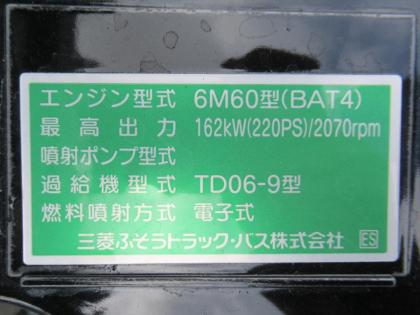 エンジン型式 6M60型(BAT4)
最高出力 162kW(220PS)/2070rpm
噴射ポンプ型式
過給機型式 TD06-9型
燃料噴射方式 電子式
三菱ふそうトラック・バス株式会社 ES